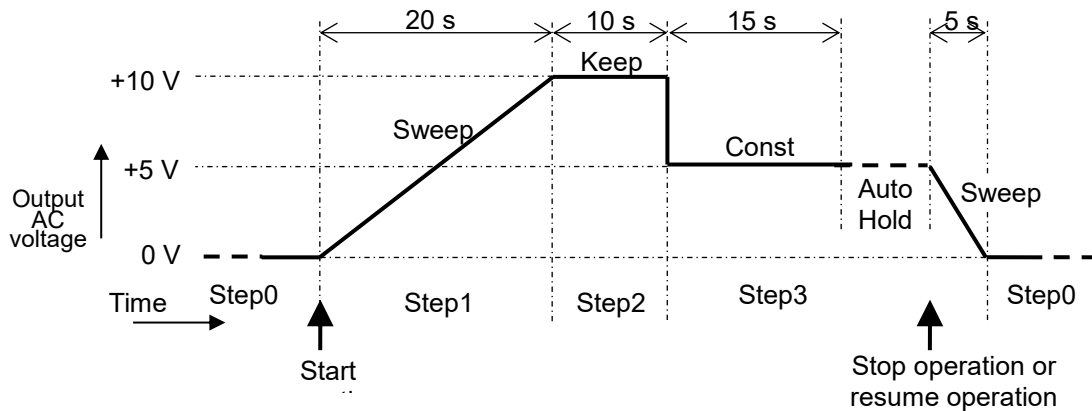 20 s
10 s
15 s
5 s
Keep
+10 V
Sweep
Const
+5 V
Output
AC
voltage
Auto
Hold
Sweep
0 V
Time
Step0
Step1
Step2
Step3
Step0
Start
Stop operation or
resume operation